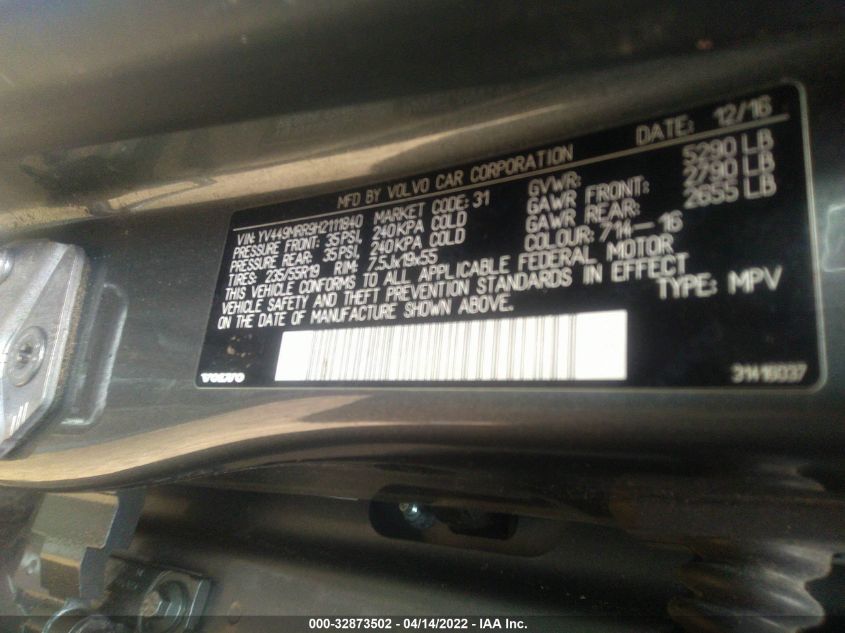 MFD BY VOLVO CAR CORPORATION DATE: 12/16
VIN: YV449MRR9H2111840 MARKET CODE: 31 GVWR: 5290 LB
PRESSURE FRONT: 35PSI, 240KPA COLD GAWR FRONT: 2790 LB
PRESSURE REAR: 35PSI, 240KPA COLD GAWR REAR: 2655 LB
TIRES: 235/55R19 RIM: 7,5Jx19x55 COLOUR: 714-16
THIS VEHICLE CONFORMS TO ALL APPLICABLE FEDERAL MOTOR
VEHICLE SAFETY AND THEFT PREVENTION STANDARDS IN EFFECT
ON THE DATE OF MANUFACTURE SHOWN ABOVE. TYPE: MPV
VOLVO 31419037
000-32873502 - 04/14/2022 - IAA Inc.